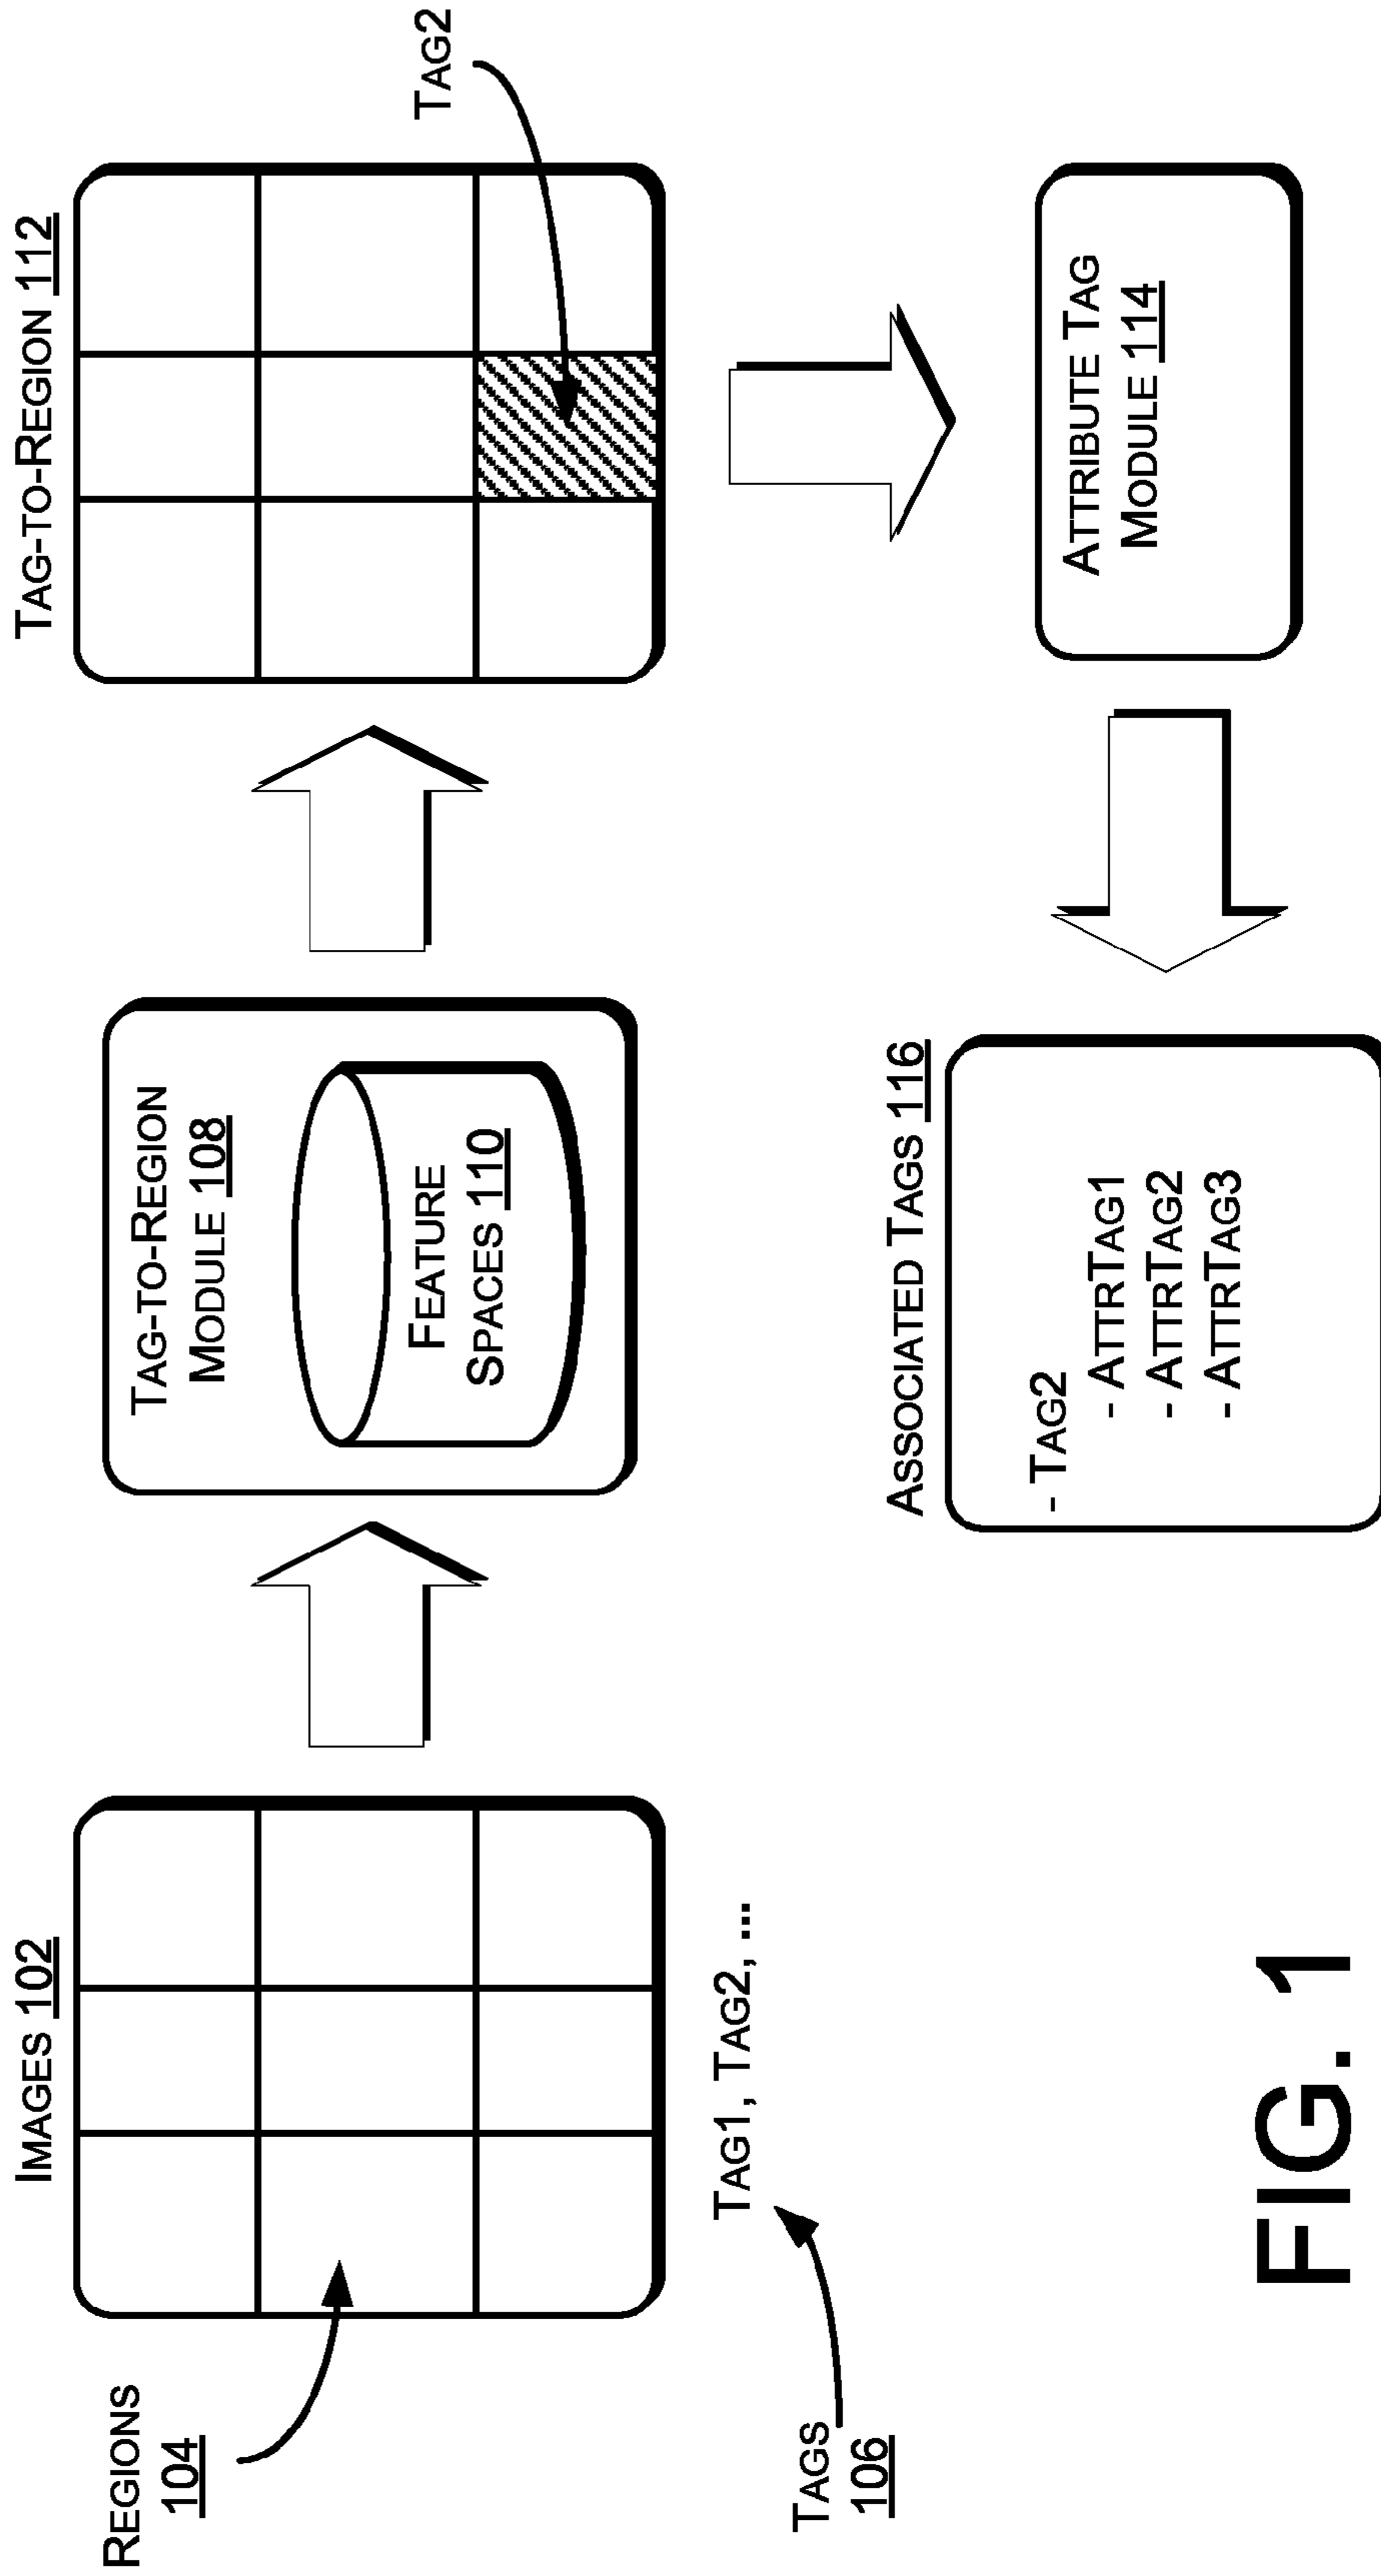 IMAGES 102
REGIONS
104
TAG1, TAG2, ...
TAGS
106
TAG-TO-REGION
MODULE 108
FEATURE
SPACES 110
TAG-TO-REGION 112
TAG2
ATTRIBUTE TAG
MODULE 114
ASSOCIATED TAGS 116
- TAG2
- ATTRTAG1
- ATTRTAG2
- ATTRTAG3
FIG. 1